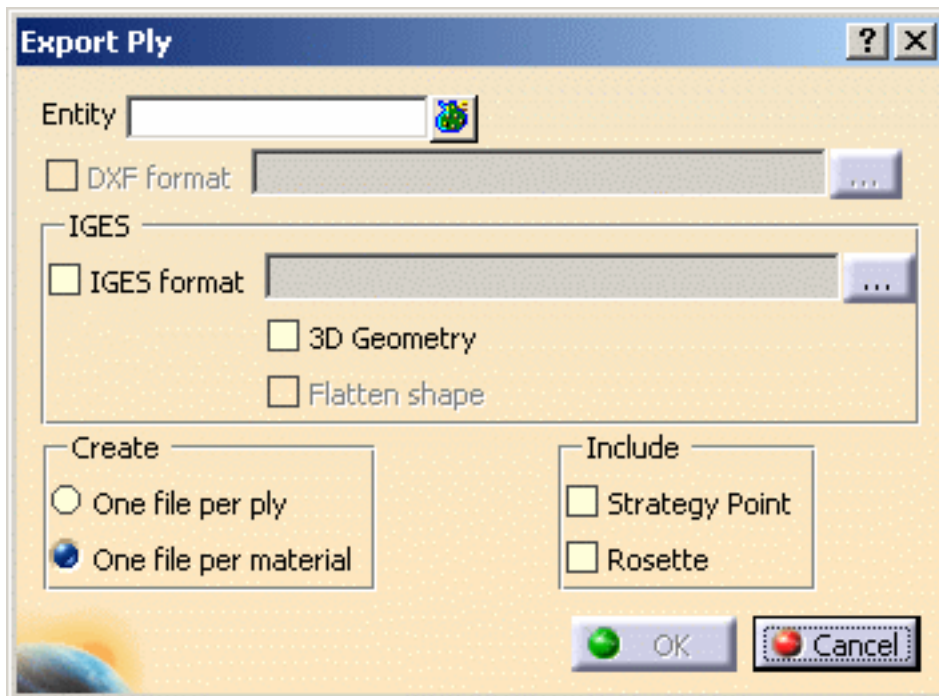 Export Ply
?
Entity
DXF format
...
IGES
IGES format
...
3D Geometry
Flatten shape
Create
One file per ply
One file per material
Include
Strategy Point
Rosette
OK
Cancel